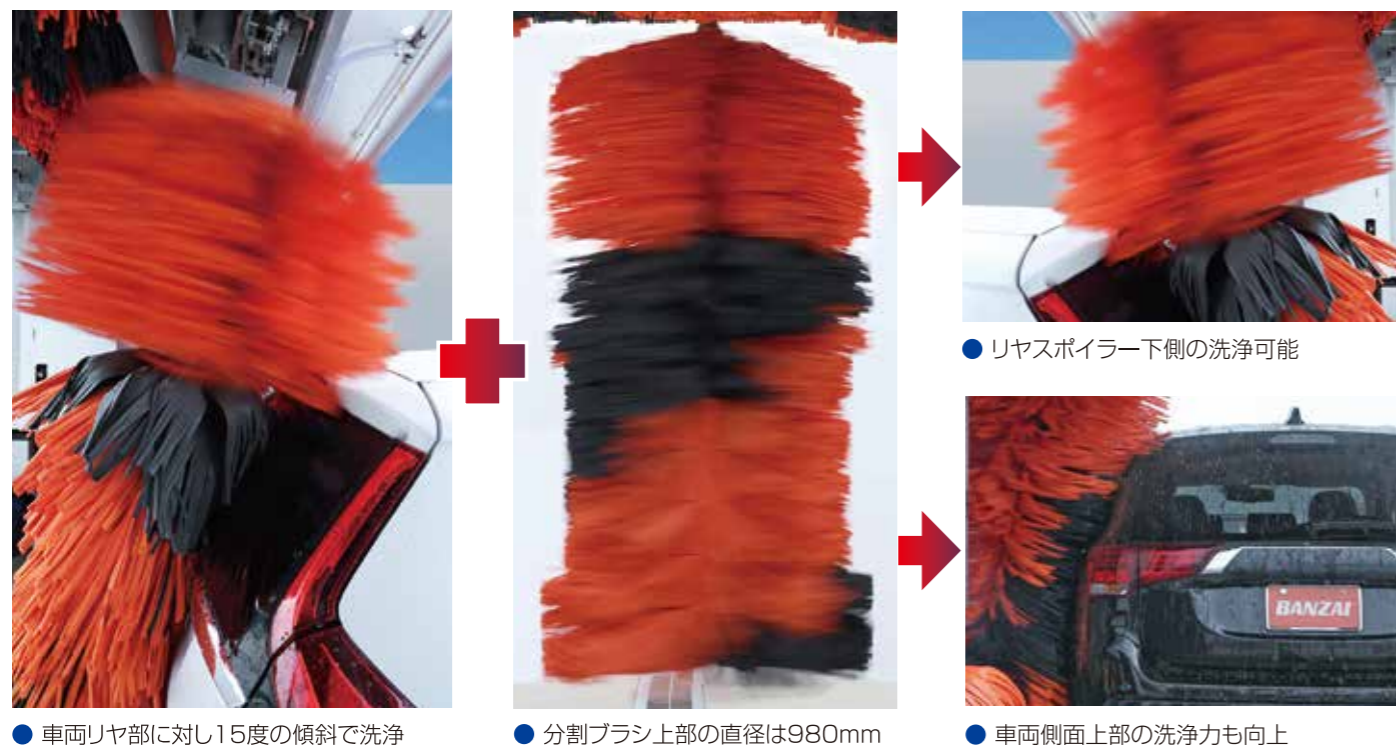 ● リヤスポイラー下側の洗浄可能
BANZAI
● 車両リヤ部に対し15度の傾斜で洗浄
● 分割ブラシ上部の直径は980mm
● 車両側面上部の洗浄力も向上